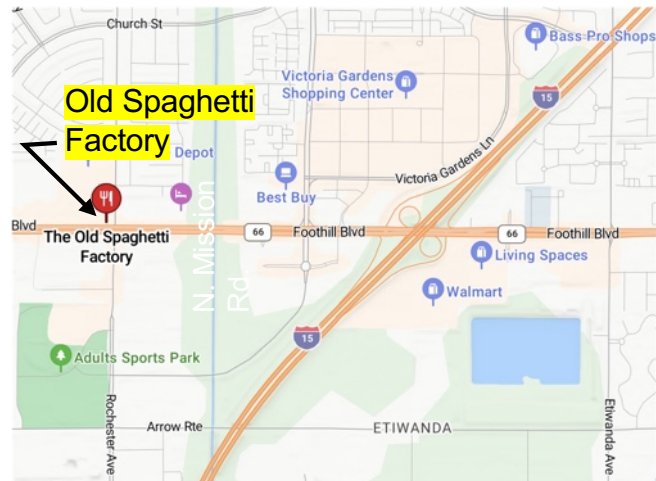 Church St
Bass Pro Shops
15
Victoria Gardens
Shopping Center
Old Spaghetti
Factory
Depot
Victoria Gardens Ln
Best Buy
Blvd
66
Foothill Blvd
66
Foothill Blvd
The Old Spaghetti
Factory
N. Mission
Rd
Living Spaces
Walmart
15
Adults Sports Park
Rochester Ave
Arrow Rte
ETIWANDA
Etiwanda Ave